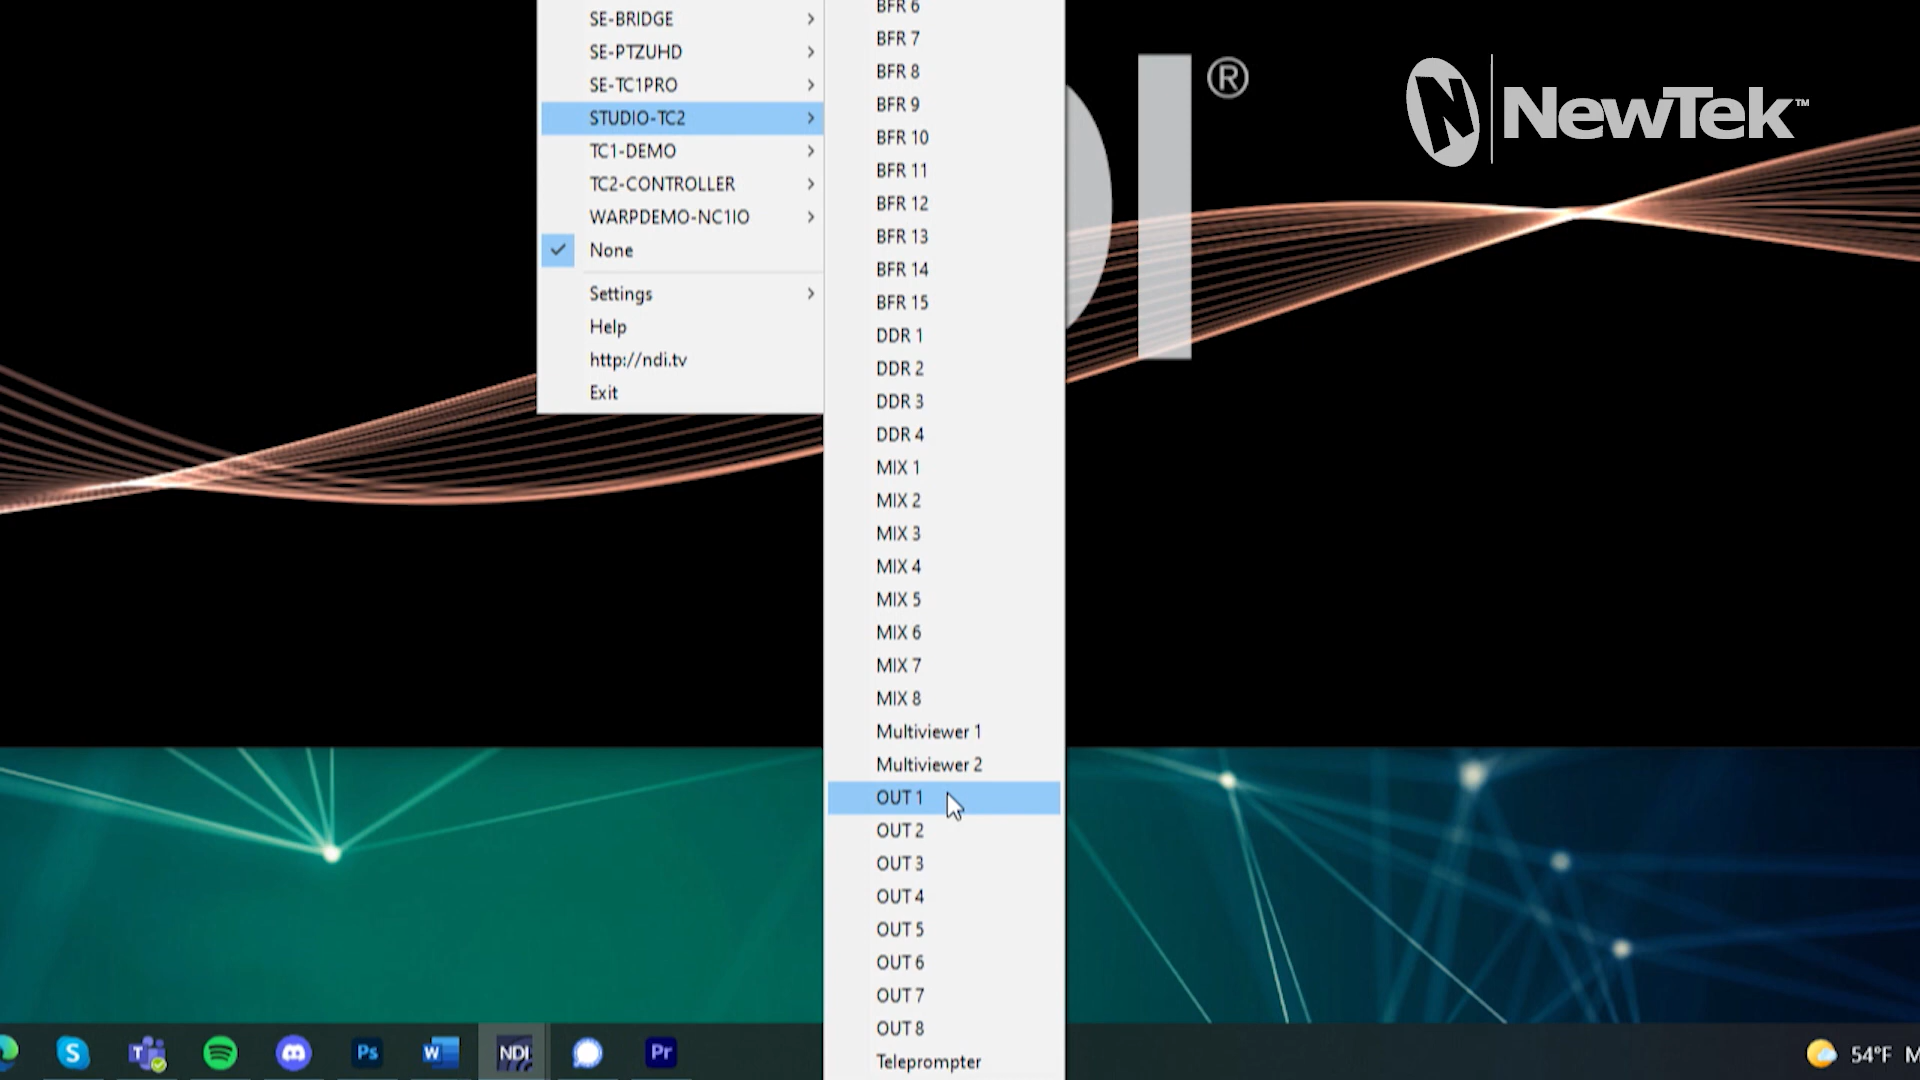 SE-BRIDGE
SE-PTZUHD
SE-TC1PRO
STUDIO-TC2
TC1-DEMO
TC2-CONTROLLER
WARPDEMO-NC1IO
None
Settings
Help
http://ndi.tv
Exit
BFR 6
BFR 7
BFR 8
BFR 9
BFR 10
BFR 11
BFR 12
BFR 13
BFR 14
BFR 15
DDR 1
DDR 2
DDR 3
DDR 4
MIX 1
MIX 2
MIX 3
MIX 4
MIX 5
MIX 6
MIX 7
MIX 8
Multiviewer 1
Multiviewer 2
OUT 1
OUT 2
OUT 3
OUT 4
OUT 5
OUT 6
OUT 7
OUT 8
Teleprompter
I®
N NewTek™
S
T
Ps
W
NDI
Pr
54°F M